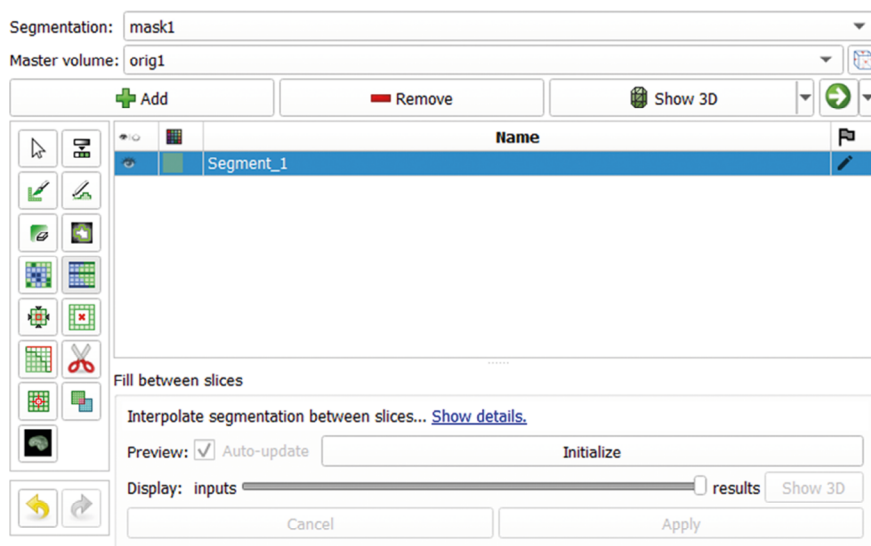 Segmentation: mask1
Master volume: orig1
Add Remove Show 3D
Name
Segment_1
Fill between slices
Interpolate segmentation between slices... Show details.
Preview: Auto-update Initialize
Display: inputs results Show 3D
Cancel Apply